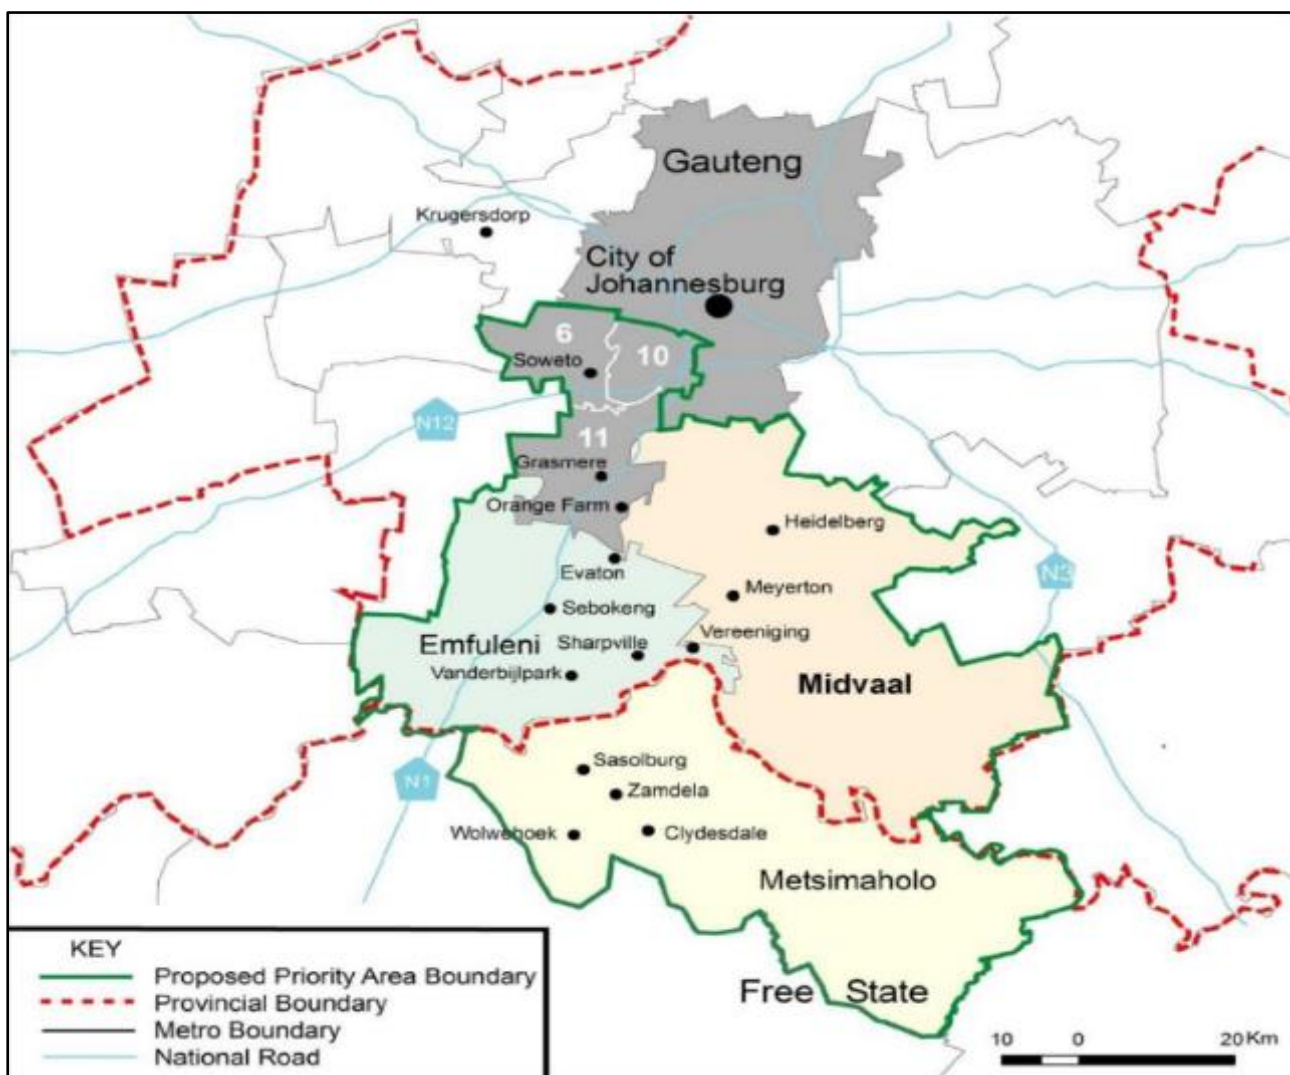 Gauteng
Krugersdorp
City of
Johannesburg
6
Soweto
10
N12
11
Grasmere
Orange Farm
Heidelberg
Evaton
N3
Meyerton
Sebokeng
Vereeniging
Emfuleni
Sharpville
Vanderbijlpark
Midvaal
Sasolburg
N1
Zamdela
Wolwehoek
Clydesdale
Metsimaholo
Free State
KEY
Proposed Priority Area Boundary
Provincial Boundary
Metro Boundary
National Road
10 0 20 Km